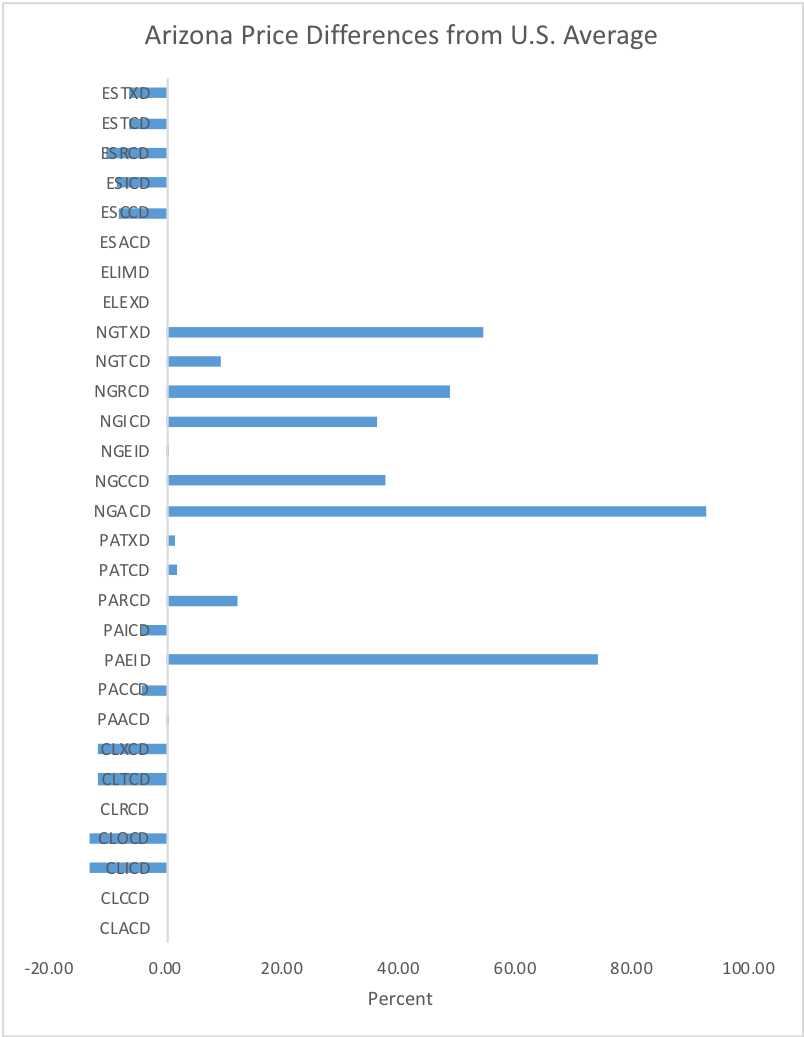 Arizona Price Differences from U.S. Average
ESTXD
ESTCD
ESRCD
ESICD
ESCCD
ESACD
ELIMD
ELEXD
NGTXD
NGTCD
NGRCD
NGICD
NGEID
NGCCD
NGACD
PATXD
PATCD
PARCD
PAICD
PAEID
PACCD
PAACD
CLXCD
CLTCD
CLRCD
CLOCD
CLICD
CLCCD
CLACD
-20.00 0.00 20.00 40.00 60.00 80.00 100.00
Percent